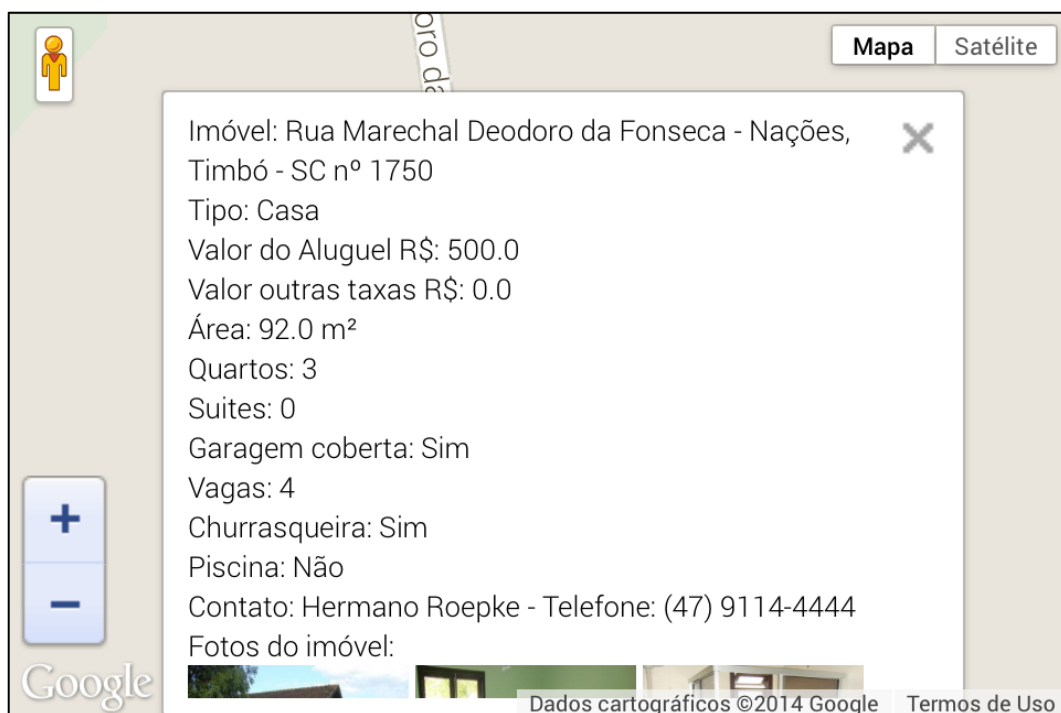 oro da
Mapa Satélite
Imóvel: Rua Marechal Deodoro da Fonseca - Nações,
Timbó - SC nº 1750
Tipo: Casa
Valor do Aluguel R$: 500.0
Valor outras taxas R$: 0.0
Área: 92.0 m²
Quartos: 3
Suites: 0
Garagem coberta: Sim
Vagas: 4
Churrasqueira: Sim
Piscina: Não
Contato: Hermano Roepke - Telefone: (47) 9114-4444
Fotos do imóvel:
Google
Dados cartográficos ©2014 Google Termos de Uso